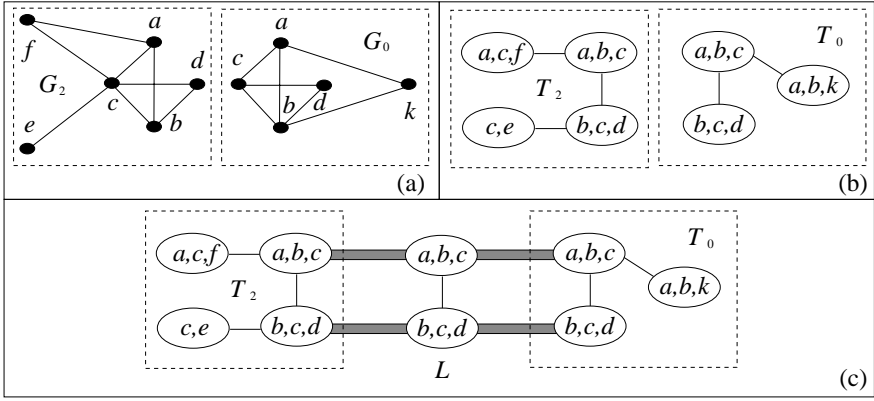 a
f
G2
d
c
e
b
a
G0
c
b
d
k
(a)
a,c,f
a,b,c
T2
c,e
b,c,d
a,b,c
T0
a,b,k
b,c,d
(b)
a,c,f
a,b,c
a,b,c
a,b,c
T0
T2
a,b,k
c,e
b,c,d
b,c,d
b,c,d
L
(c)